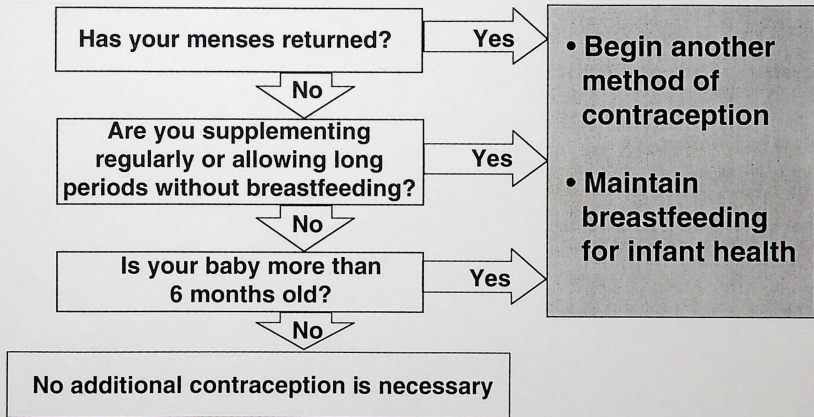 Has your menses returned?
Yes
No
Are you supplementing
regularly or allowing long
periods without breastfeeding?
Yes
No
Is your baby more than
6 months old?
Yes
No
No additional contraception is necessary
• Begin another
method of
contraception
• Maintain
breastfeeding
for infant health